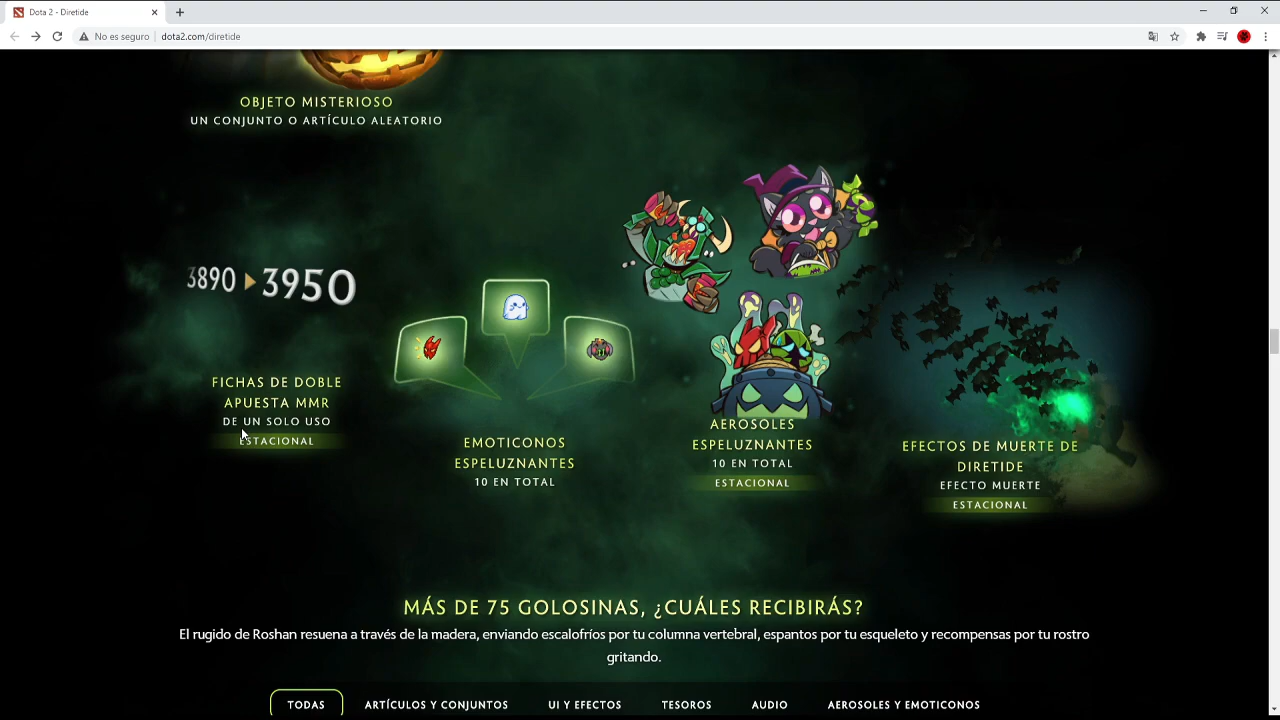 Dota 2 - Diretide
No es seguro
dota2.com/diretide
OBJETO MISTERIOSO
UN CONJUNTO O ARTÍCULO ALEATORIO
3890 3950
FICHAS DE DOBLE
APUESTA MMR
DE UN SOLO USO
ESTACIONAL
EMOTICONOS
ESPELUZNANTES
10 EN TOTAL
AEROSOLES
ESPELUZNANTES
10 EN TOTAL
ESTACIONAL
EFECTOS DE MUERTE DE
DIRETIDE
EFECTO MUERTE
ESTACIONAL
MÁS DE 75 GOLOSINAS, ¿CUÁLES RECIBIRÁS?
El rugido de Roshan resuena a través de la madera, enviando escalofríos por tu columna vertebral, espantos por tu esqueleto y recompensas por tu rostro
gritando.
TODAS
ARTÍCULOS Y CONJUNTOS
UI Y EFECTOS
TESOROS
AUDIO
AEROSOLES Y EMOTICONOS